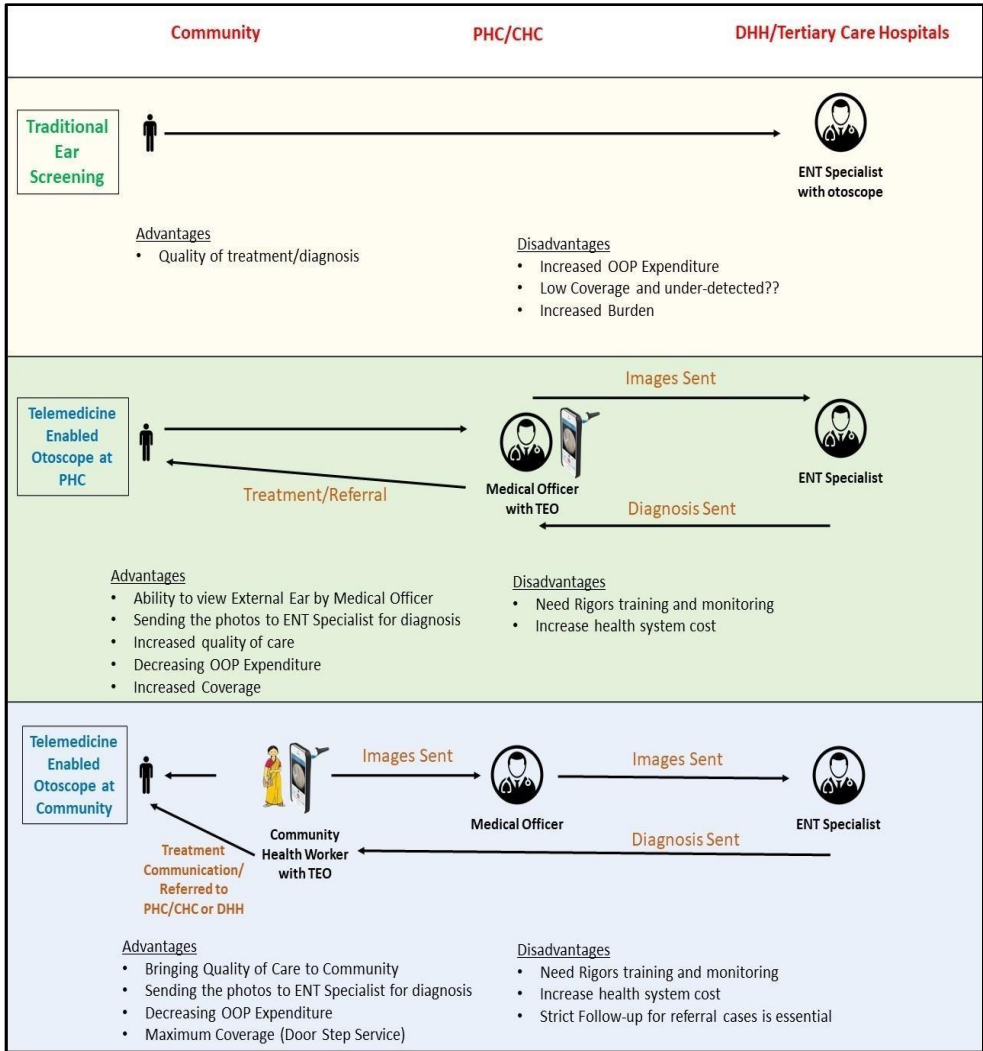 Community
PHC/CHC
DHH/Tertiary Care Hospitals
Traditional
Ear
Screening
ENT Specialist
with otoscope
Advantages
• Quality of treatment/diagnosis
Disadvantages
• Increased OOP Expenditure
• Low Coverage and under-detected??
• Increased Burden
Telemedicine
Enabled
Otoscope at
PHC
Images Sent
Treatment/Referral
Medical Officer
with TEO
ENT Specialist
Diagnosis Sent
Advantages
• Ability to view External Ear by Medical Officer
• Sending the photos to ENT Specialist for diagnosis
• Increased quality of care
• Decreasing OOP Expenditure
• Increased Coverage
Disadvantages
• Need Rigors training and monitoring
• Increase health system cost
Telemedicine
Enabled
Otoscope at
Community
Images Sent
Images Sent
Community
Health Worker
with TEO
Medical Officer
ENT Specialist
Diagnosis Sent
Treatment
Communication/
Referred to
PHC/CHC or DHH
Advantages
• Bringing Quality of Care to Community
• Sending the photos to ENT Specialist for diagnosis
• Decreasing OOP Expenditure
• Maximum Coverage (Door Step Service)
Disadvantages
• Need Rigors training and monitoring
• Increase health system cost
• Strict Follow-up for referral cases is essential